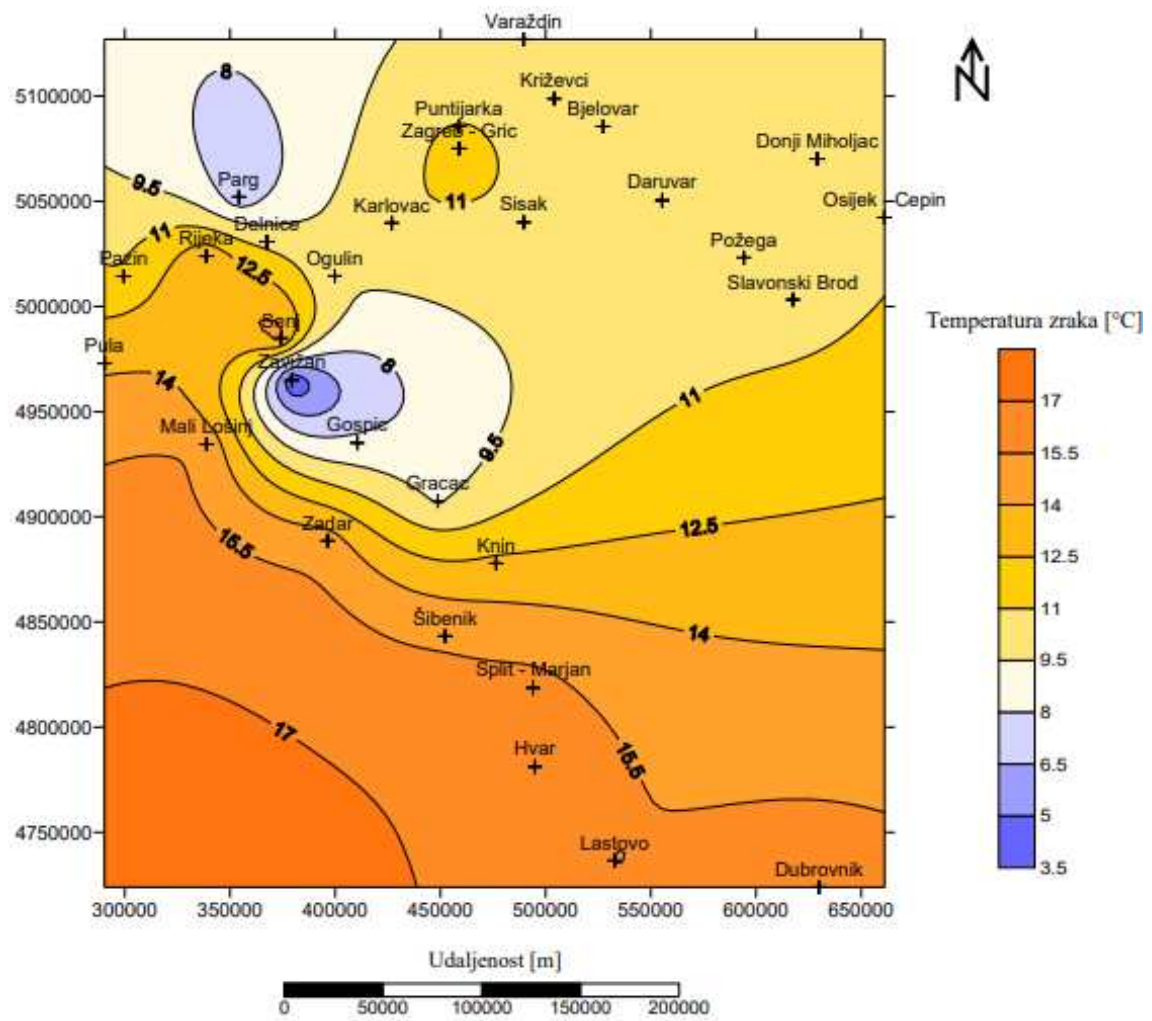 Varaždin
N
5100000
8
Križevci
Puntijarka
Bjelovar
Zagreb - Gric
Donji Miholjac
9.5
Parg
Daruvar
5050000
Karlovac
11
Sisak
Osijek - Cepin
Delnice
11
Rijeka
Požega
Pazin
12.5
Ogulin
Slavonski Brod
5000000
Senj
Temperatura zraka [°C]
Pula
Zavižan
8
14
17
4950000
11
15.5
Mali Lošinj
Gospic
9.5
14
Gracac
12.5
4900000
12.5
Zadar
11
15.5
Knin
9.5
4850000
Šibenik
14
8
Split - Marjan
6.5
4800000
17
5
Hvar
15.5
3.5
4750000
Lastovo
Dubrovnik
300000 350000 400000 450000 500000 550000 600000 650000
Udaljenost [m]
0 50000 100000 150000 200000